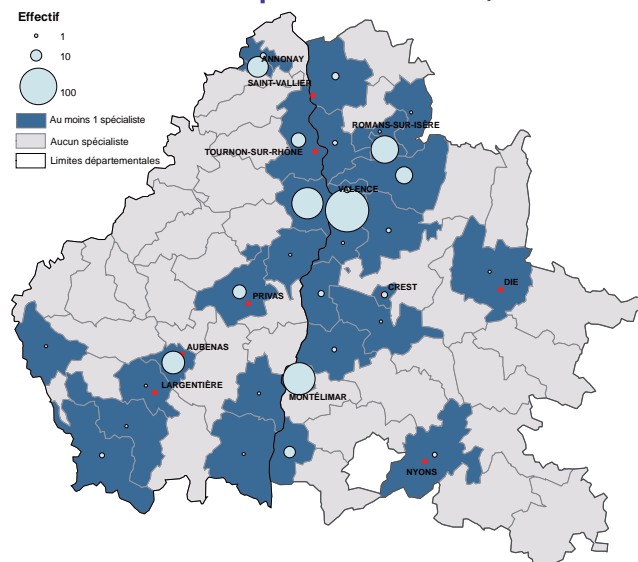 Effectif
1
10
100
Au moins 1 spécialiste
Aucun spécialiste
Limites départementales
ANNONAY
SAINT-VALLIER
ROMANS-SUR-ISÈRE
TOURNON-SUR-RHÔNE
VALENCE
CREST
DIE
PRIVAS
AUBENAS
LARGENTIÈRE
MONTÉLIMAR
NYONS